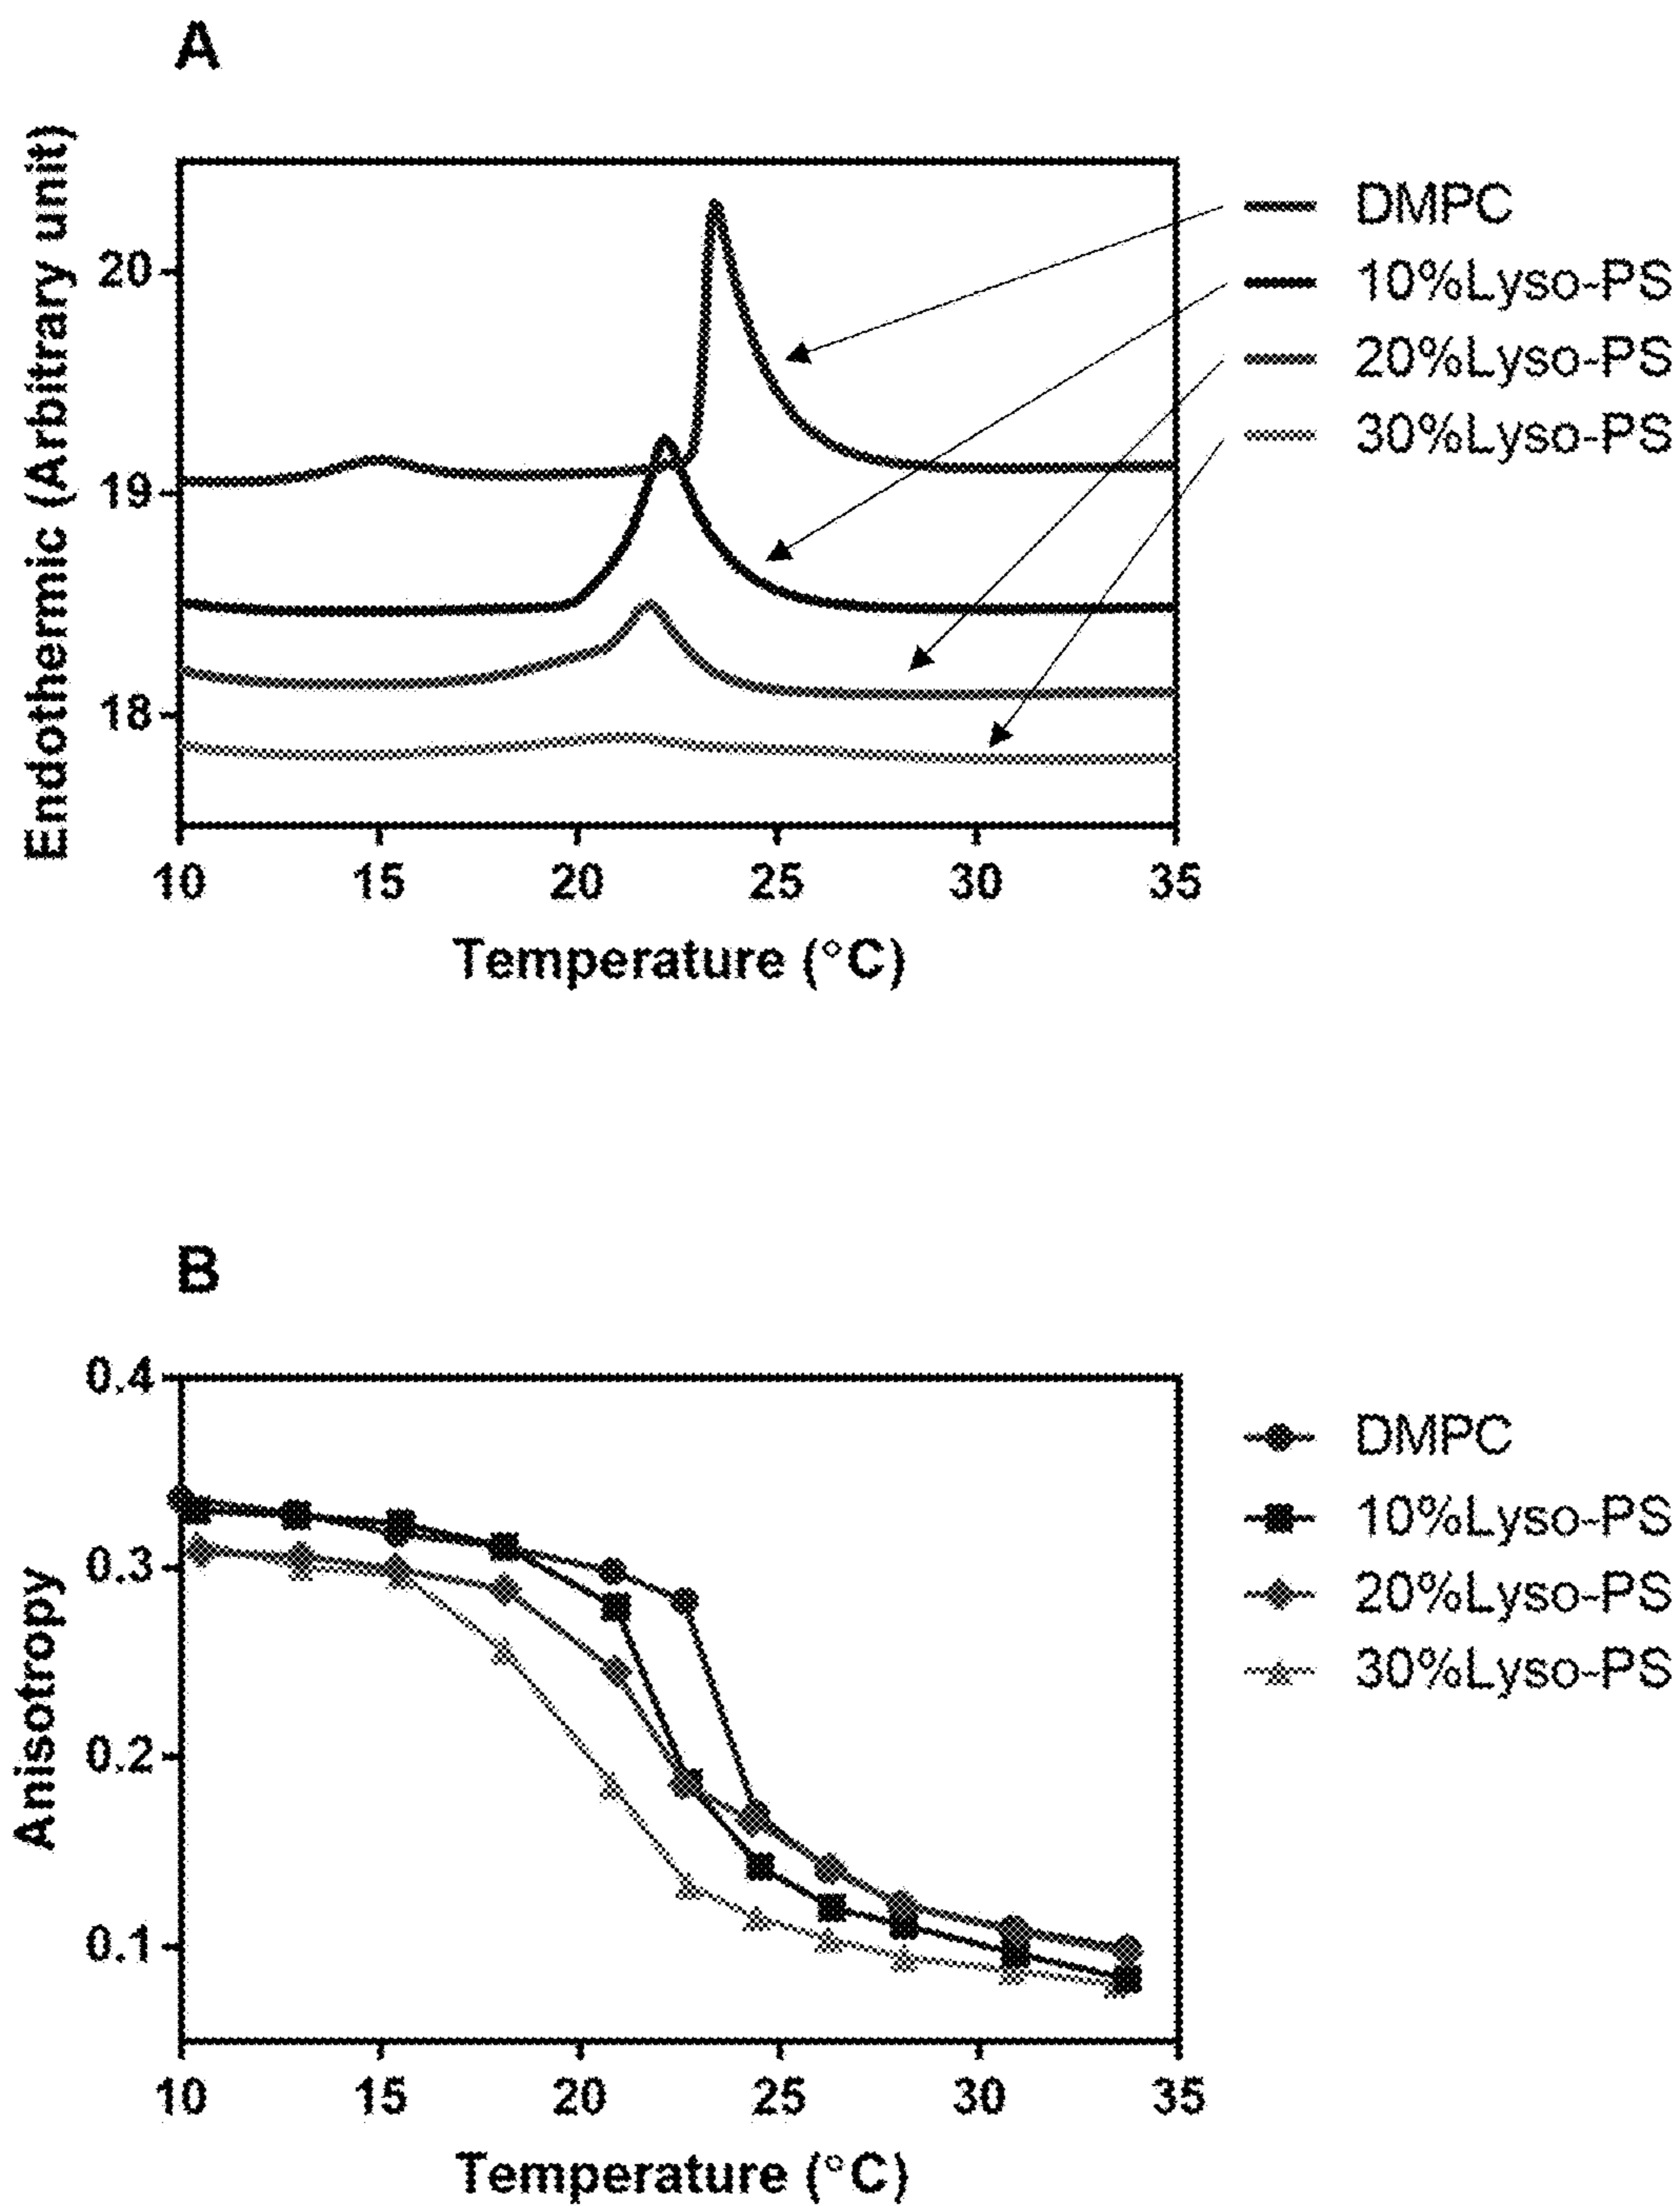 A
Endothermic (Arbitrary unit)
20
19
18
10 15 20 25 30 35
Temperature (°C)
DMPC
10%Lyso-PS
20%Lyso-PS
30%Lyso-PS
B
Anisotropy
0.4
0.3
0.2
0.1
10 15 20 25 30 35
Temperature (°C)
DMPC
10%Lyso-PS
20%Lyso-PS
30%Lyso-PS